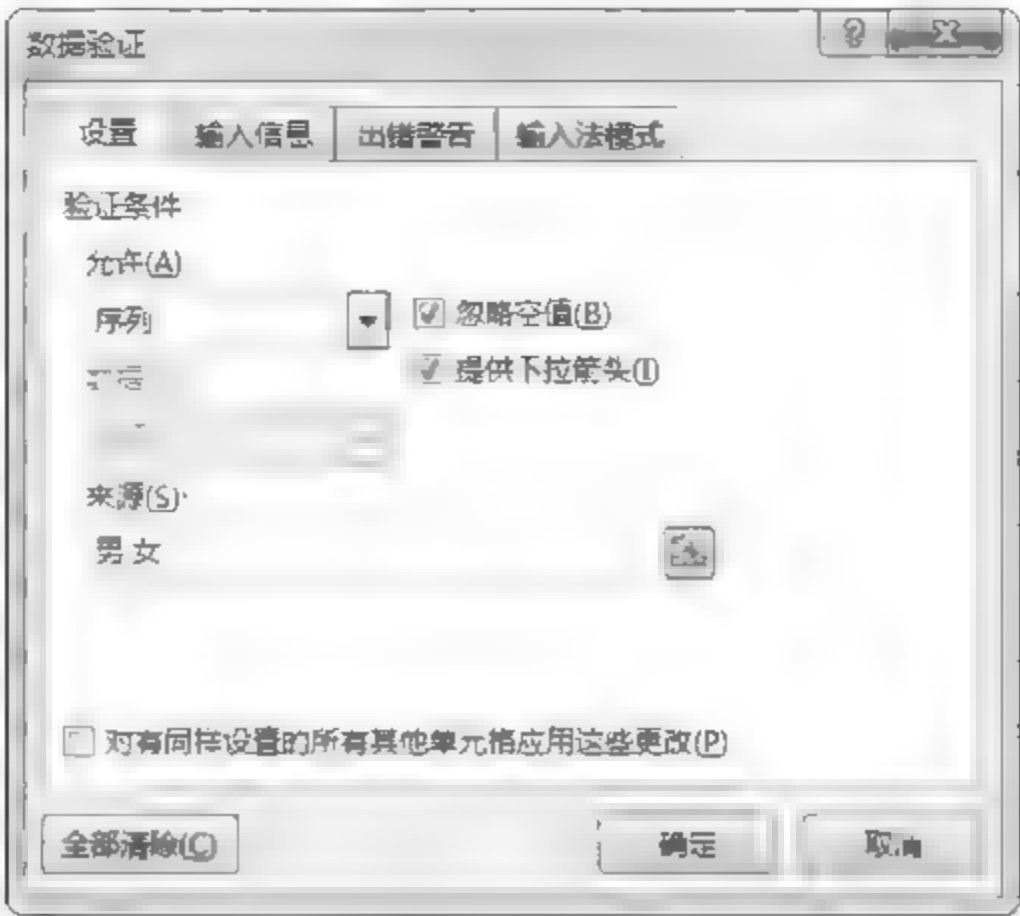 数据验证
设置 输入信息 出错警告 输入法模式
验证条件
允许(A)
序列
忽略空值(B)
提供下拉箭头(I)
来源(S)
男 女
对有同样设置的所有其他单元格应用这些更改(P)
全部清除(C) 确定 取消